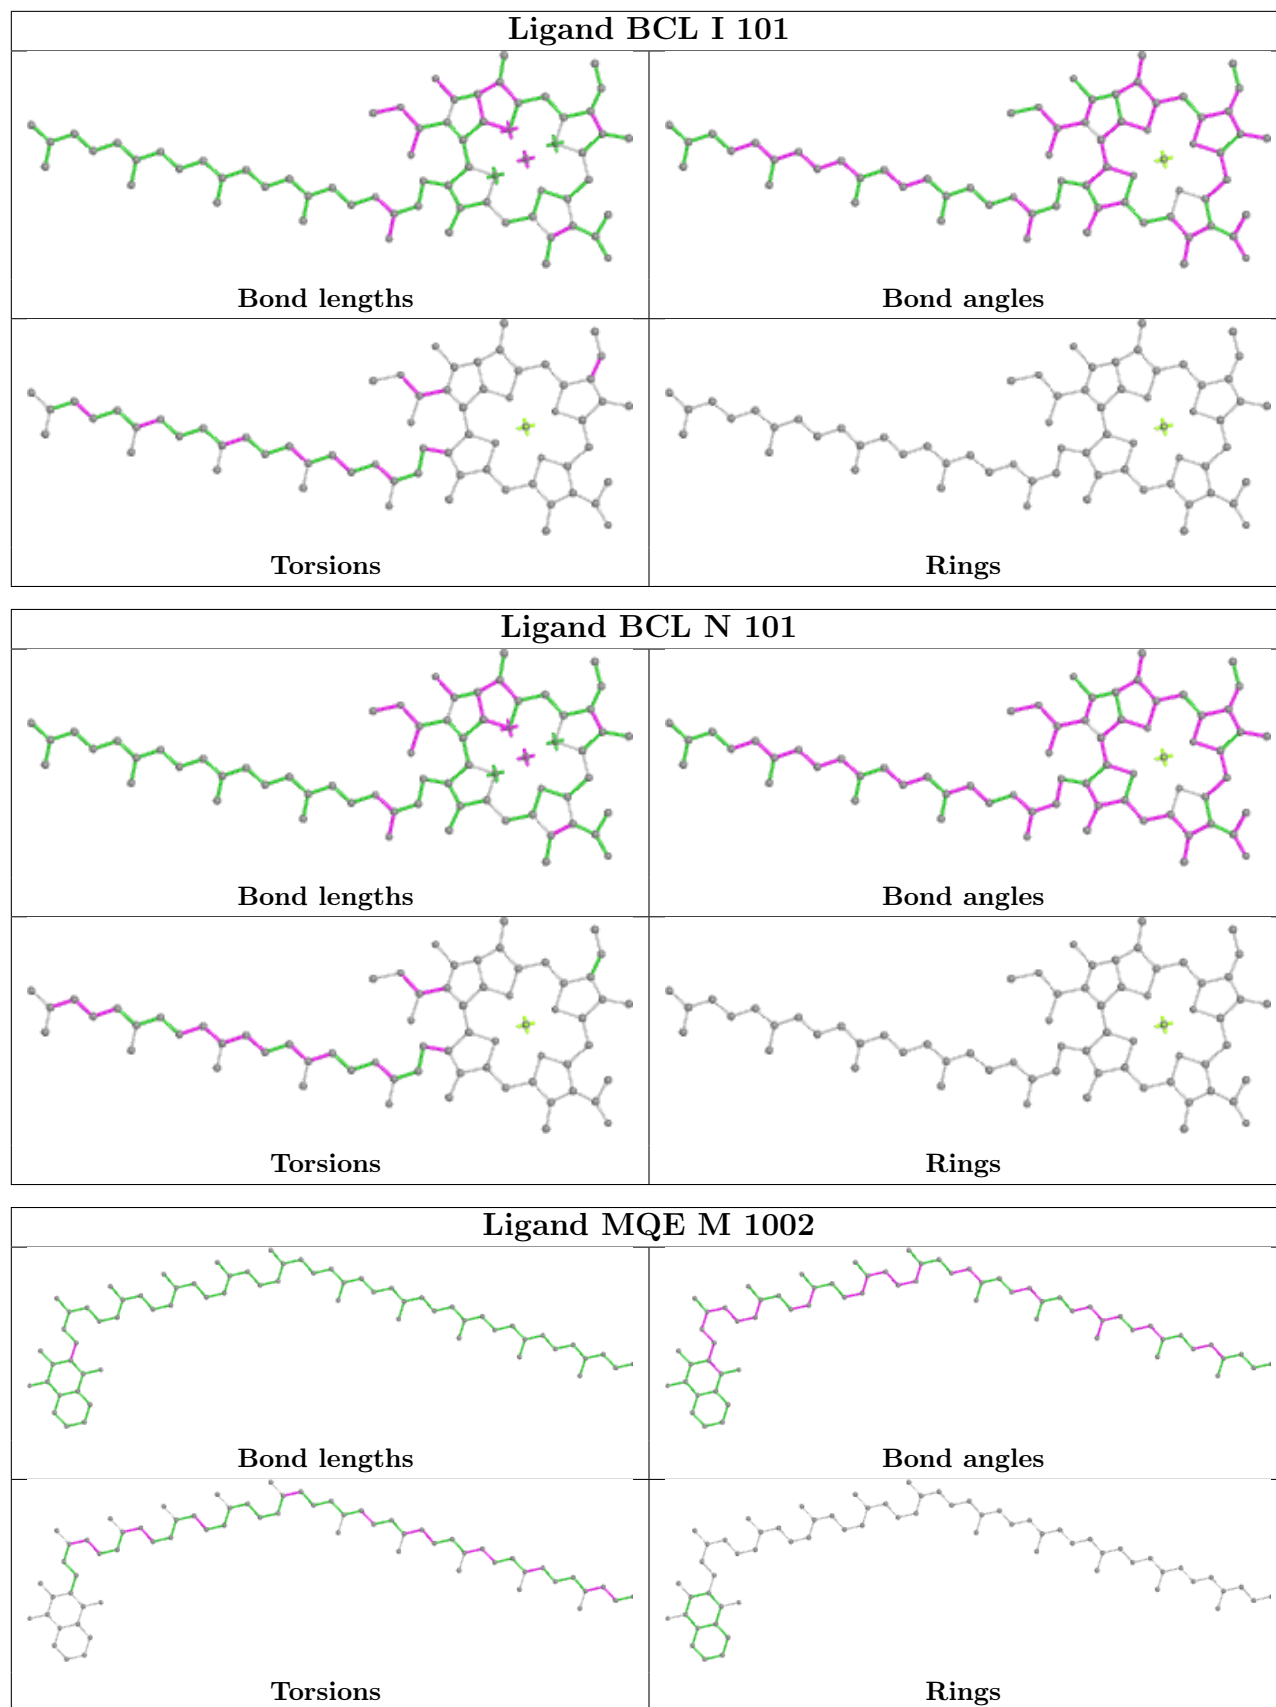 Ligand BCL I 101
Bond lengths
Bond angles
Torsions
Rings
Ligand BCL N 101
Bond lengths
Bond angles
Torsions
Rings
Ligand MQE M 1002
Bond lengths
Bond angles
Torsions
Rings